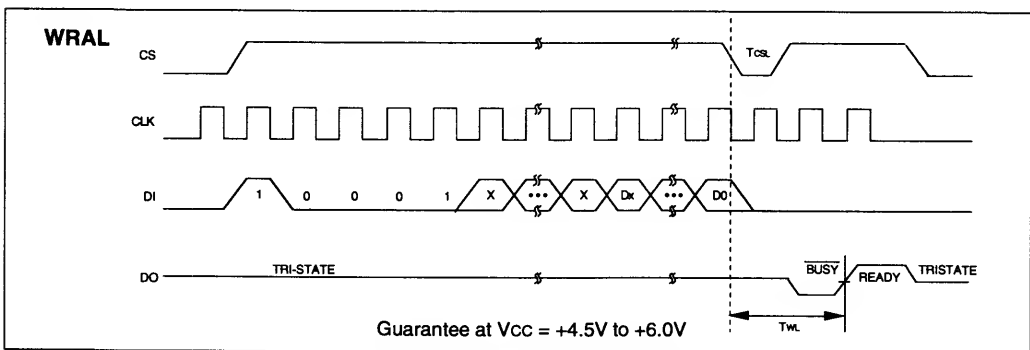 WRAL
CS
TCSL
CLK
DI
1 0 0 0 1 X ••• X Dx ••• D0
DO
TRI-STATE
BUSY
READY
TRISTATE
TWL
Guarantee at VCC = +4.5V to +6.0V